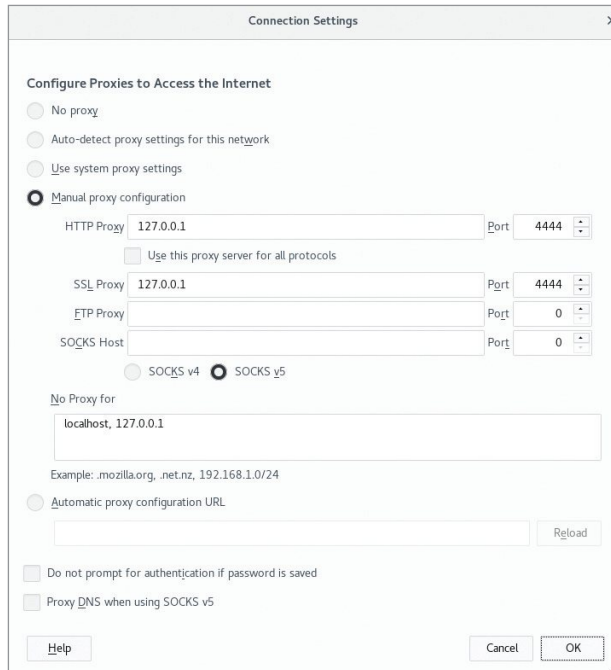 Connection Settings
Configure Proxies to Access the Internet
No proxy
Auto-detect proxy settings for this network
Use system proxy settings
Manual proxy configuration
HTTP Proxy 127.0.0.1 Port 4444
Use this proxy server for all protocols
SSL Proxy 127.0.0.1 Port 4444
FTP Proxy Port 0
SOCKS Host Port 0
SOCKS v4 SOCKS v5
No Proxy for
localhost, 127.0.0.1
Example: .mozilla.org, .net.nz, 192.168.1.0/24
Automatic proxy configuration URL
Reload
Do not prompt for authentication if password is saved
Proxy DNS when using SOCKS v5
Help Cancel OK